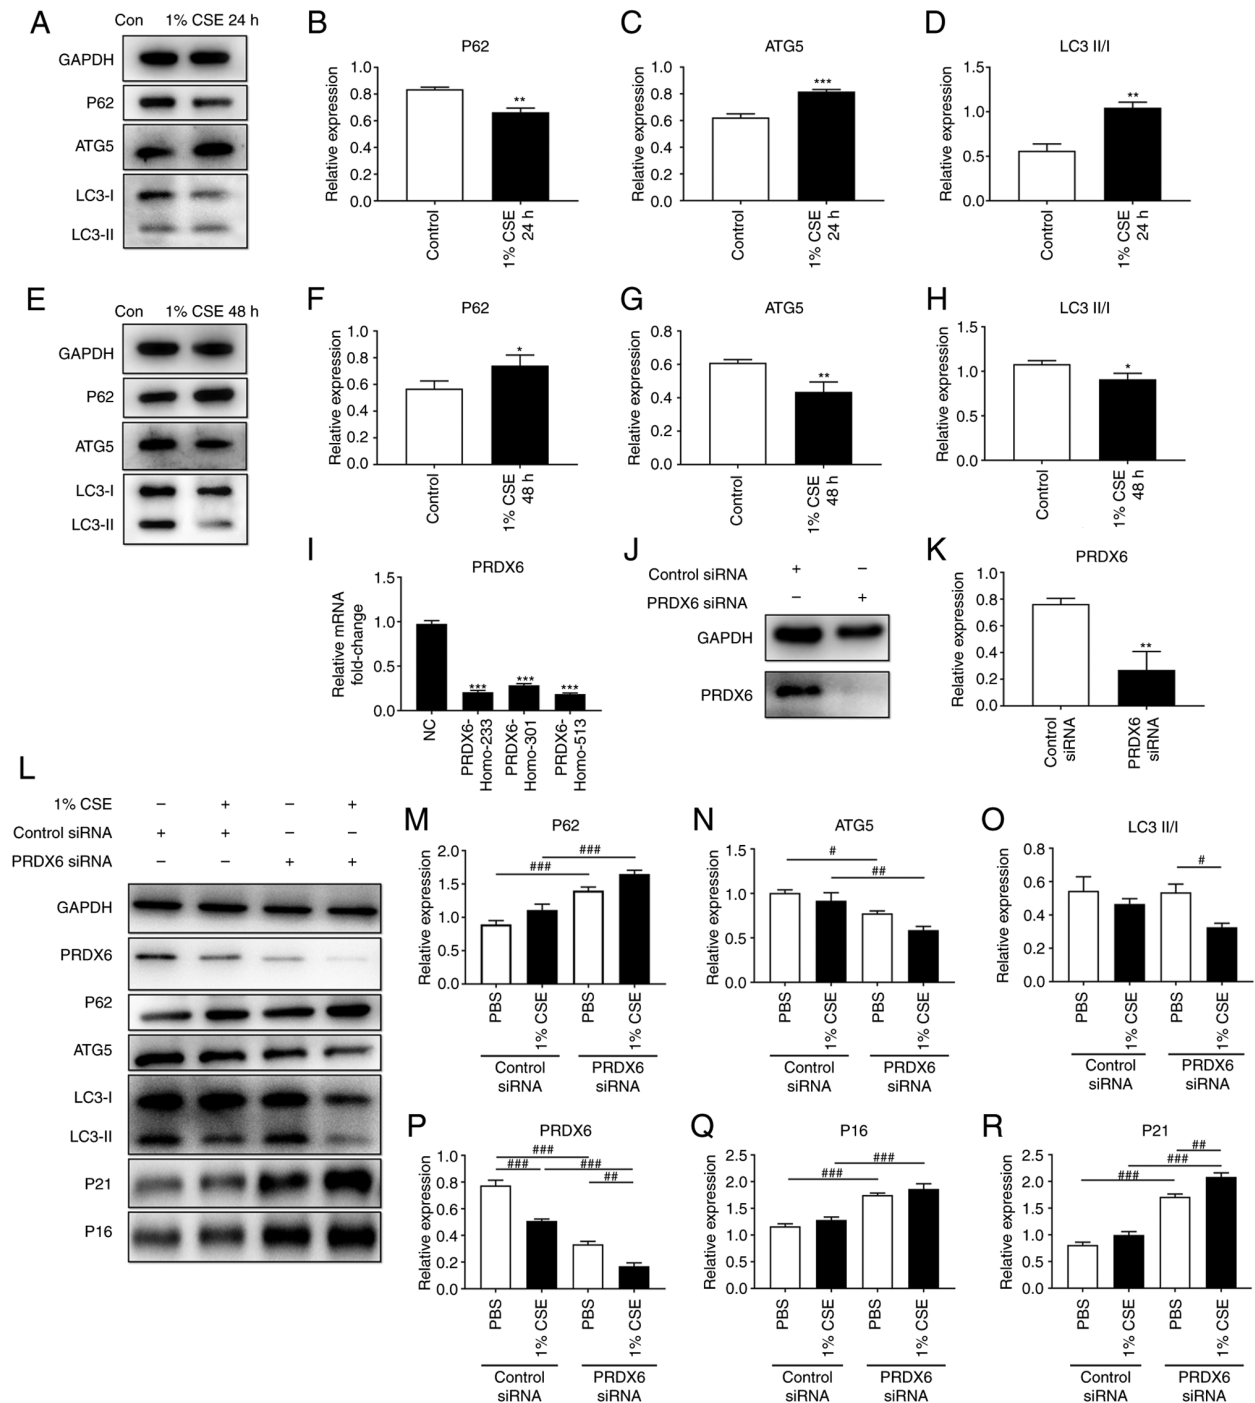 A
Con 1% CSE 24 h
GAPDH
P62
ATG5
LC3-I
LC3-II
B
P62
Relative expression
1.0
0.8
0.6
0.4
0.2
0.0
**
Control
1% CSE
24 h
C
ATG5
Relative expression
1.0
0.8
0.6
0.4
0.2
0.0
***
Control
1% CSE
24 h
D
LC3 II/I
Relative expression
1.5
1.0
0.5
0.0
**
Control
1% CSE
24 h
E
Con 1% CSE 48 h
GAPDH
P62
ATG5
LC3-I
LC3-II
F
P62
Relative expression
1.0
0.8
0.6
0.4
0.2
0.0
*
Control
1% CSE
48 h
G
ATG5
Relative expression
0.8
0.6
0.4
0.2
0.0
**
Control
1% CSE
48 h
H
LC3 II/I
Relative expression
1.5
1.0
0.5
0.0
*
Control
1% CSE
48 h
I
PRDX6
Relative mRNA
fold-change
1.5
1.0
0.5
0.0
*** *** ***
NC
PRDX6-
Homo-233
PRDX6-
Homo-301
PRDX6-
Homo-513
J
Control siRNA + −
PRDX6 siRNA − +
GAPDH
PRDX6
K
PRDX6
Relative expression
1.0
0.8
0.6
0.4
0.2
0.0
**
Control
siRNA
PRDX6
siRNA
L
1% CSE − + − +
Control siRNA + + − −
PRDX6 siRNA − − + +
GAPDH
PRDX6
P62
ATG5
LC3-I
LC3-II
P21
P16
M
P62
Relative expression
2.0
1.5
1.0
0.5
0.0
###
###
PBS
1% CSE
PBS
1% CSE
Control
siRNA
PRDX6
siRNA
N
ATG5
Relative expression
1.5
1.0
0.5
0.0
#
##
PBS
1% CSE
PBS
1% CSE
Control
siRNA
PRDX6
siRNA
O
LC3 II/I
Relative expression
0.8
0.6
0.4
0.2
0.0
#
PBS
1% CSE
PBS
1% CSE
Control
siRNA
PRDX6
siRNA
P
PRDX6
Relative expression
1.0
0.8
0.6
0.4
0.2
0.0
###
### ###
##
PBS
1% CSE
PBS
1% CSE
Control
siRNA
PRDX6
siRNA
Q
P16
Relative expression
2.5
2.0
1.5
1.0
0.5
0.0
###
###
PBS
1% CSE
PBS
1% CSE
Control
siRNA
PRDX6
siRNA
R
P21
Relative expression
2.5
2.0
1.5
1.0
0.5
0.0
##
###
###
PBS
1% CSE
PBS
1% CSE
Control
siRNA
PRDX6
siRNA